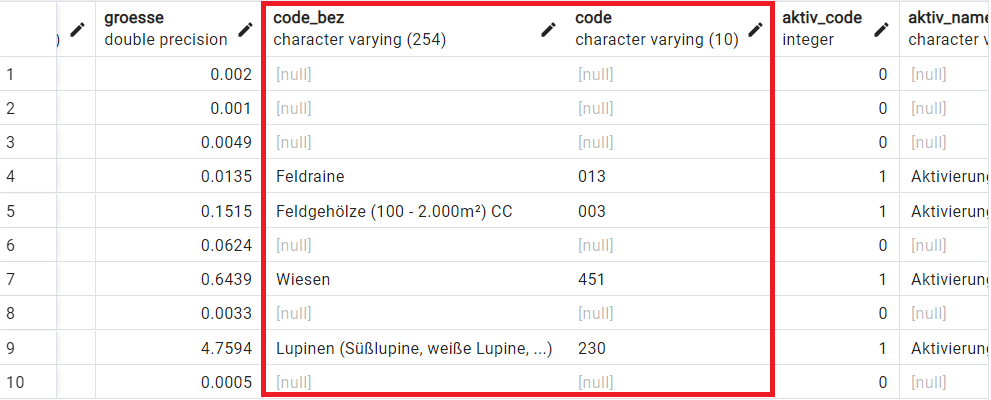 groesse code_bez code aktiv_code aktiv_name
) double precision character varying (254) character varying (10) integer character v
1 0.002 [null] [null] 0 [null]
2 0.001 [null] [null] 0 [null]
3 0.0049 [null] [null] 0 [null]
4 0.0135 Feldraine 013 1 Aktivierung
5 0.1515 Feldgehölze (100 - 2.000m²) CC 003 1 Aktivierung
6 0.0624 [null] [null] 0 [null]
7 0.6439 Wiesen 451 1 Aktivierung
8 0.0033 [null] [null] 0 [null]
9 4.7594 Lupinen (Süßlupine, weiße Lupine, ...) 230 1 Aktivierung
10 0.0005 [null] [null] 0 [null]